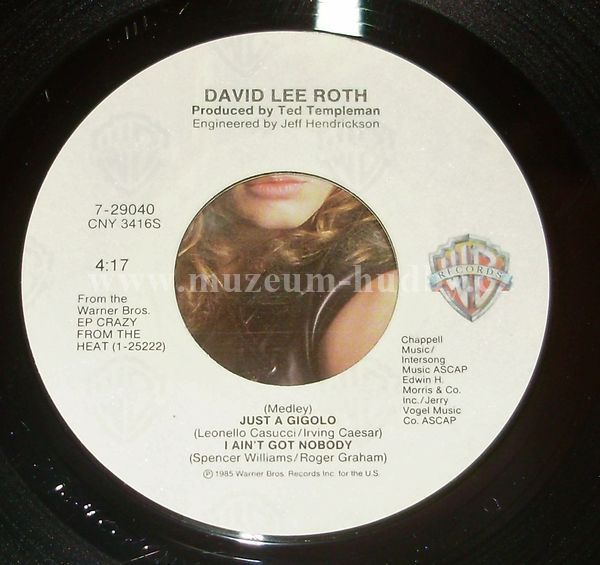 DAVID LEE ROTH
Produced by Ted Templeman
Engineered by Jeff Hendrickson
7-29040
CNY 3416S
4:17
From the
Warner Bros.
EP CRAZY
FROM THE
HEAT (1-25222)
www.muzeum-hudby
RECORDS
Chappell
Music/
Intersong
Music ASCAP
Edwin H.
Morris & Co.
Inc./Jerry
Vogel Music
Co. ASCAP
(Medley)
JUST A GIGOLO
(Leonello Casucci/Irving Caesar)
I AIN'T GOT NOBODY
(Spencer Williams/Roger Graham)
℗ 1985 Warner Bros. Records Inc. for the U.S.